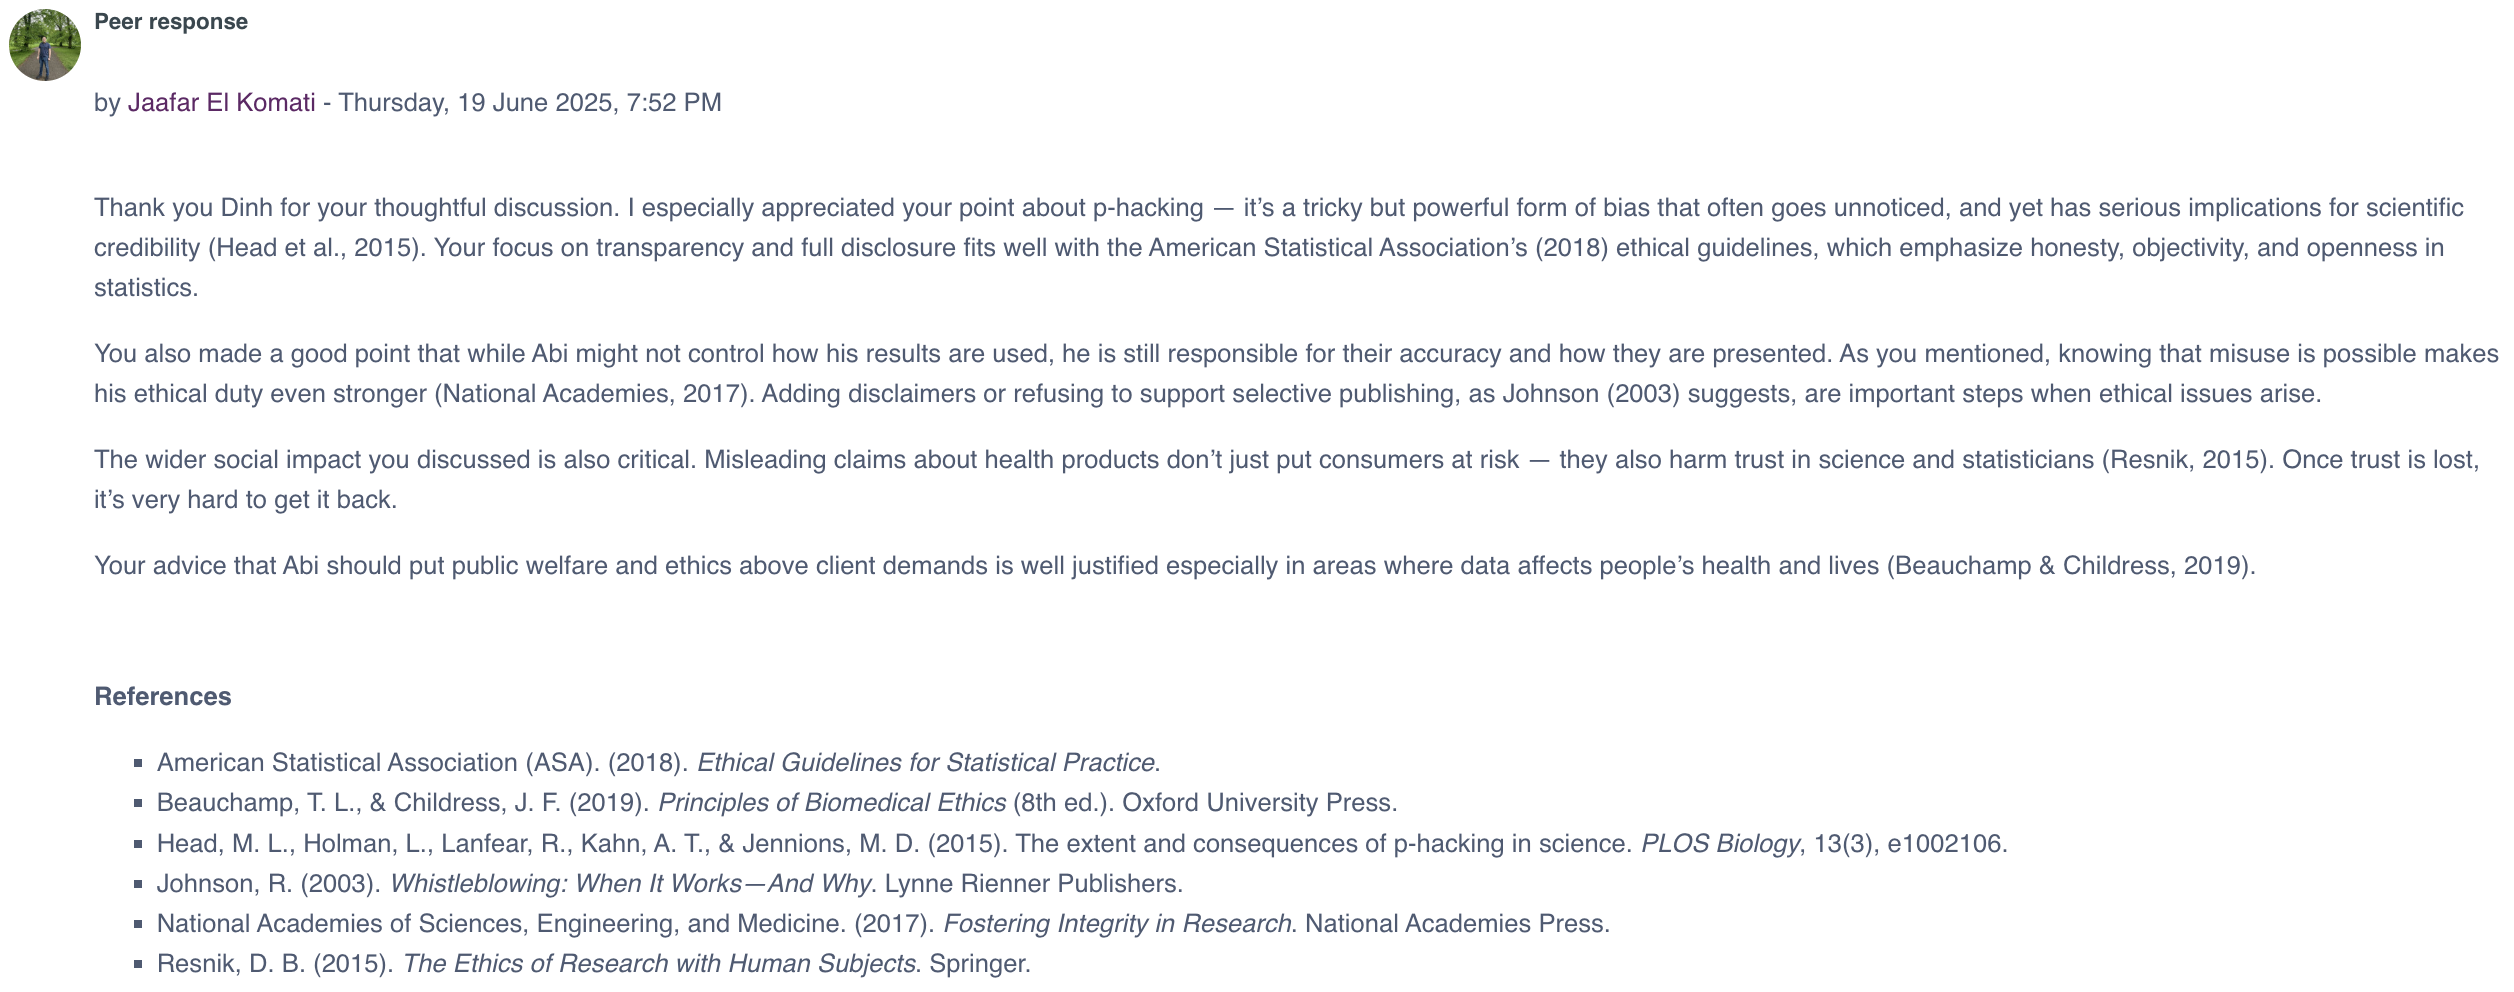 Peer response
by Jaafar El Komati - Thursday, 19 June 2025, 7:52 PM
Thank you Dinh for your thoughtful discussion. I especially appreciated your point about p-hacking — it’s a tricky but powerful form of bias that often goes unnoticed, and yet has serious implications for scientific
credibility (Head et al., 2015). Your focus on transparency and full disclosure fits well with the American Statistical Association’s (2018) ethical guidelines, which emphasize honesty, objectivity, and openness in
statistics.
You also made a good point that while Abi might not control how his results are used, he is still responsible for their accuracy and how they are presented. As you mentioned, knowing that misuse is possible makes
his ethical duty even stronger (National Academies, 2017). Adding disclaimers or refusing to support selective publishing, as Johnson (2003) suggests, are important steps when ethical issues arise.
The wider social impact you discussed is also critical. Misleading claims about health products don’t just put consumers at risk — they also harm trust in science and statisticians (Resnik, 2015). Once trust is lost,
it’s very hard to get it back.
Your advice that Abi should put public welfare and ethics above client demands is well justified especially in areas where data affects people’s health and lives (Beauchamp & Childress, 2019).
References
▪ American Statistical Association (ASA). (2018). Ethical Guidelines for Statistical Practice.
▪ Beauchamp, T. L., & Childress, J. F. (2019). Principles of Biomedical Ethics (8th ed.). Oxford University Press.
▪ Head, M. L., Holman, L., Lanfear, R., Kahn, A. T., & Jennions, M. D. (2015). The extent and consequences of p-hacking in science. PLOS Biology, 13(3), e1002106.
▪ Johnson, R. (2003). Whistleblowing: When It Works—And Why. Lynne Rienner Publishers.
▪ National Academies of Sciences, Engineering, and Medicine. (2017). Fostering Integrity in Research. National Academies Press.
▪ Resnik, D. B. (2015). The Ethics of Research with Human Subjects. Springer.